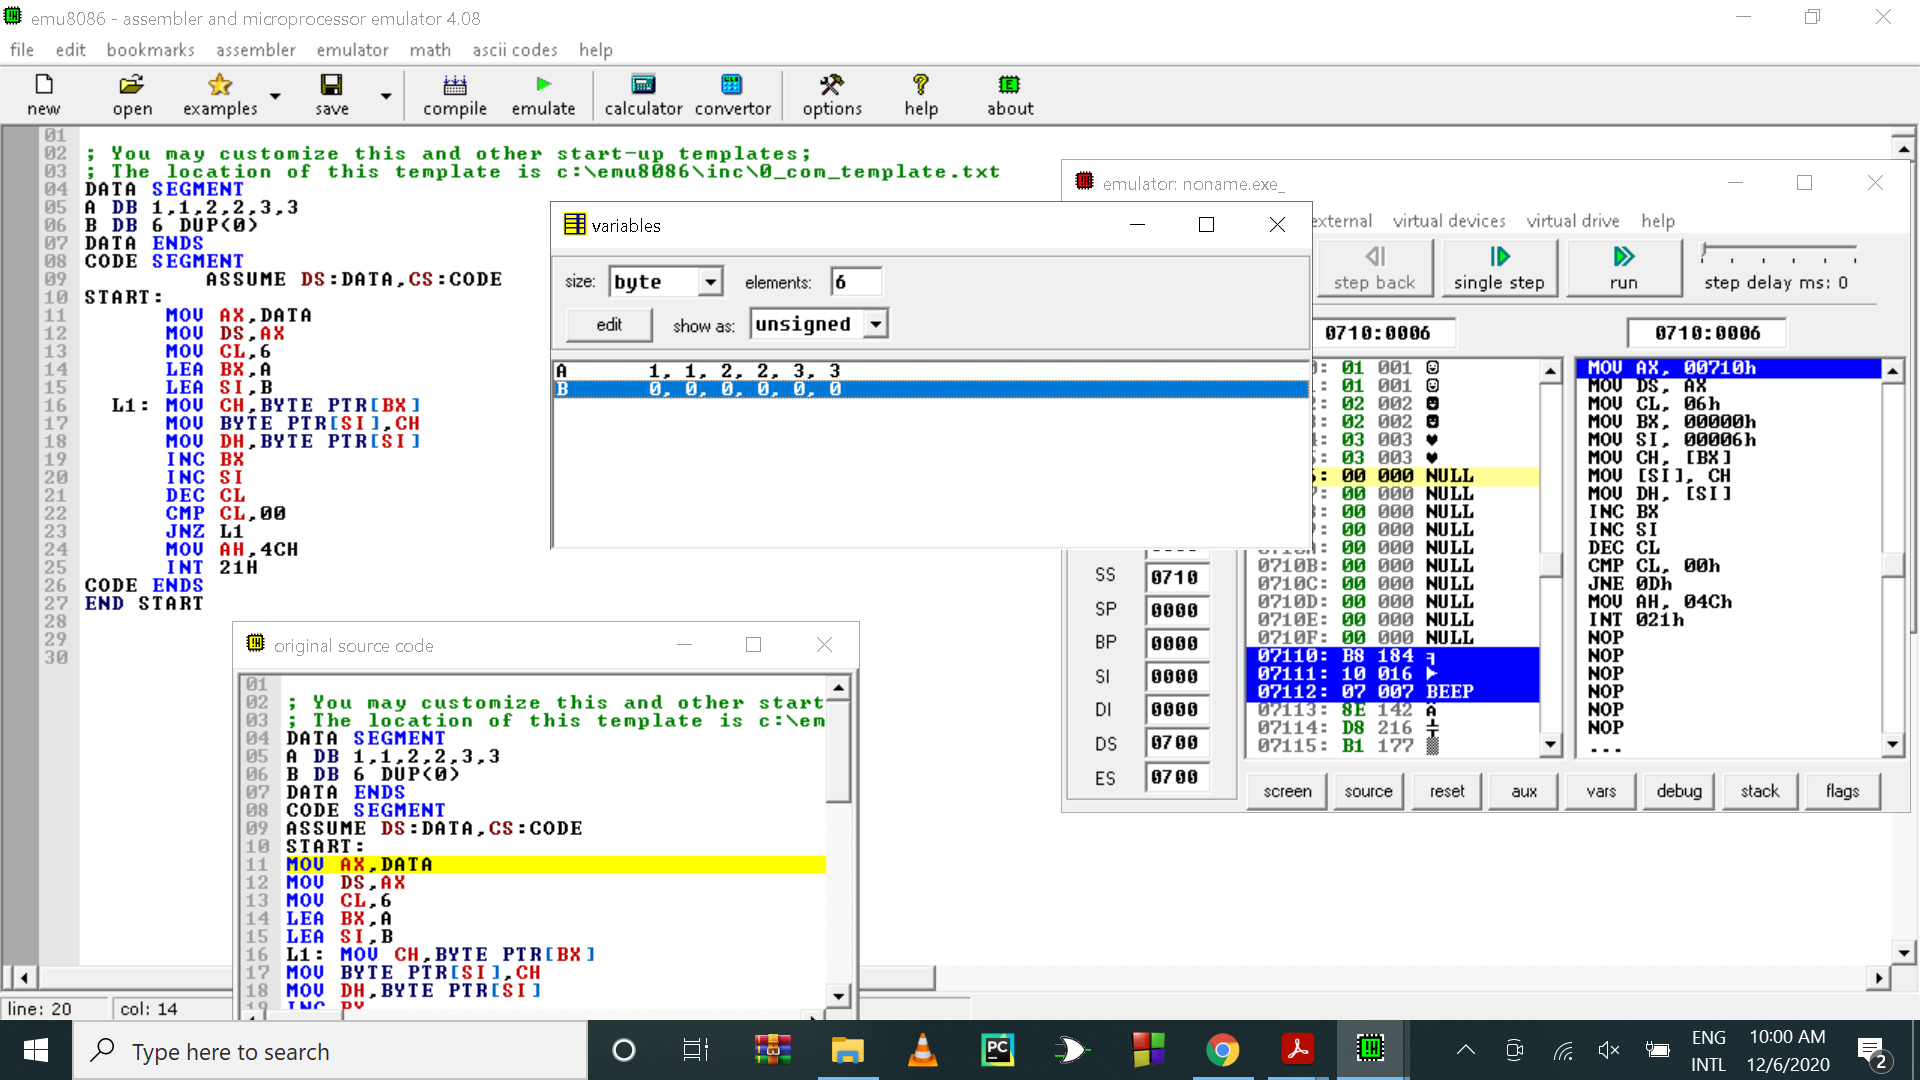 emu8086 - assembler and microprocessor emulator 4.08
file edit bookmarks assembler emulator math ascii codes help
new open examples save compile emulate calculator convertor options help about
01
02 ; You may customize this and other start-up templates;
03 ; The location of this template is c:\emu8086\inc\0_com_template.txt
04 DATA SEGMENT
05 A DB 1,1,2,2,3,3
06 B DB 6 DUP(0)
07 DATA ENDS
08 CODE SEGMENT
09 ASSUME DS:DATA,CS:CODE
10 START:
11 MOV AX,DATA
12 MOV DS,AX
13 MOV CL,6
14 LEA BX,A
15 LEA SI,B
16 L1: MOV CH,BYTE PTR[BX]
17 MOV BYTE PTR[SI],CH
18 MOV DH,BYTE PTR[SI]
19 INC BX
20 INC SI
21 DEC CL
22 CMP CL,00
23 JNZ L1
24 MOV AH,4CH
25 INT 21H
26 CODE ENDS
27 END START
28
29
30
variables
size: byte elements: 6
edit show as: unsigned
A 1, 1, 2, 2, 3, 3
B 0, 0, 0, 0, 0, 0
emulator: noname.exe_
external virtual devices virtual drive help
step back single step run step delay ms: 0
0710:0006 0710:0006
01 001
01 001
02 002
02 002
03 003 ♥
03 003 ♥
00 000 NULL
00 000 NULL
00 000 NULL
00 000 NULL
00 000 NULL
0710B: 00 000 NULL
0710C: 00 000 NULL
0710D: 00 000 NULL
0710E: 00 000 NULL
0710F: 00 000 NULL
07110: B8 184 ╕
07111: 10 016 ►
07112: 07 007 BEEP
07113: 8E 142 Ä
07114: D8 216 ╪
07115: B1 177 ▒
MOV AX, 00710h
MOV DS, AX
MOV CL, 06h
MOV BX, 00000h
MOV SI, 00006h
MOV CH, [BX]
MOV [SI], CH
MOV DH, [SI]
INC BX
INC SI
DEC CL
CMP CL, 00h
JNE 0Dh
MOV AH, 04Ch
INT 021h
NOP
NOP
NOP
NOP
NOP
NOP
...
SS 0710
SP 0000
BP 0000
SI 0000
DI 0000
DS 0700
ES 0700
screen source reset aux vars debug stack flags
original source code
01
02 ; You may customize this and other start
03 ; The location of this template is c:\em
04 DATA SEGMENT
05 A DB 1,1,2,2,3,3
06 B DB 6 DUP(0)
07 DATA ENDS
08 CODE SEGMENT
09 ASSUME DS:DATA,CS:CODE
10 START:
11 MOV AX,DATA
12 MOV DS,AX
13 MOV CL,6
14 LEA BX,A
15 LEA SI,B
16 L1: MOV CH,BYTE PTR[BX]
17 MOV BYTE PTR[SI],CH
18 MOV DH,BYTE PTR[SI]
19 INC BX
line: 20 col: 14
Type here to search
PC
ENG
INTL
10:00 AM
12/6/2020
2